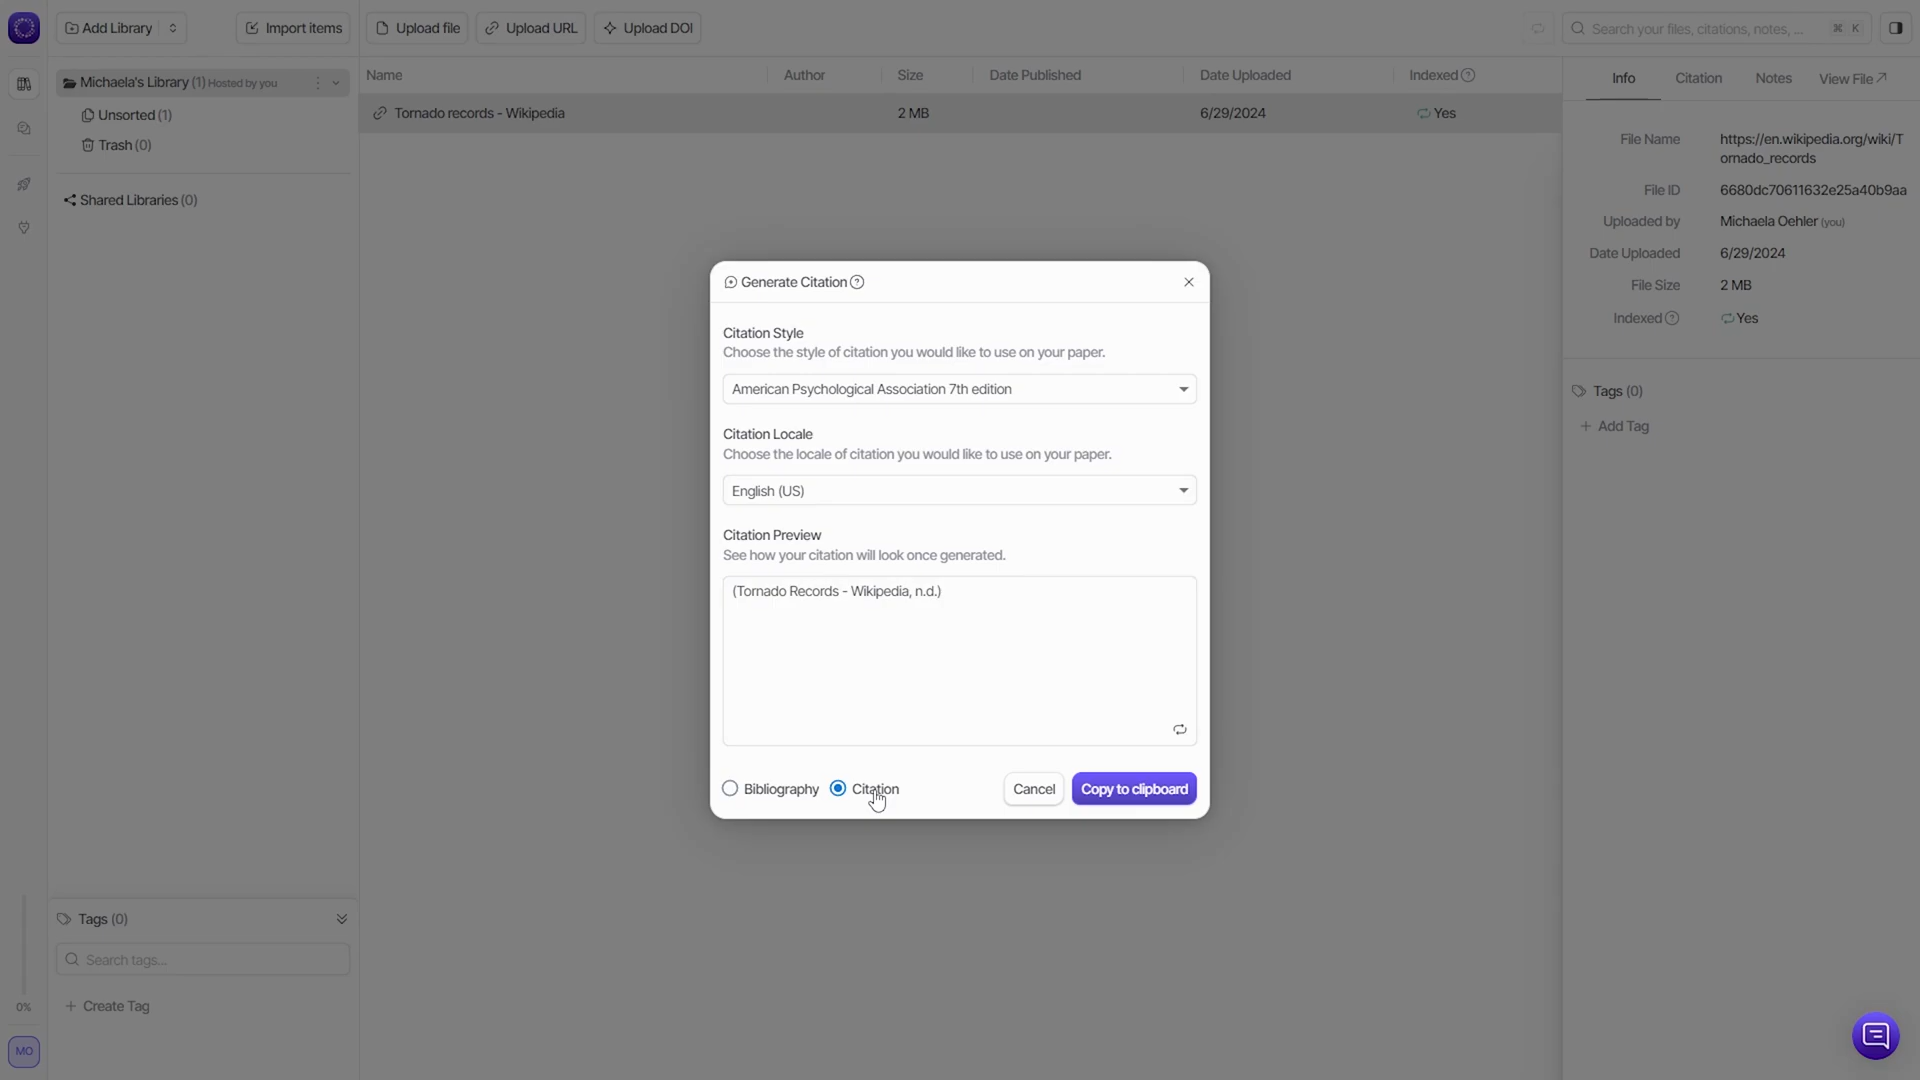 Add Library
Import items
Upload file
Upload URL
Upload DOI
Search your files, citations, notes, ...
⌘ K
Michaela's Library (1) Hosted by you
Unsorted (1)
Trash (0)
Shared Libraries (0)
Name
Author
Size
Date Published
Date Uploaded
Indexed
Tornado records - Wikipedia
2 MB
6/29/2024
Yes
Info
Citation
Notes
View File
File Name
https://en.wikipedia.org/wiki/T
ornado_records
File ID
6680dc70611632e25a40b9aa
Uploaded by
Michaela Oehler (you)
Date Uploaded
6/29/2024
File Size
2 MB
Indexed
Yes
Tags (0)
+ Add Tag
Generate Citation
Citation Style
Choose the style of citation you would like to use on your paper.
American Psychological Association 7th edition
Citation Locale
Choose the locale of citation you would like to use on your paper.
English (US)
Citation Preview
See how your citation will look once generated.
(Tornado Records - Wikipedia, n.d.)
Bibliography
Citation
Cancel
Copy to clipboard
Tags (0)
Search tags...
+ Create Tag
0%
MO